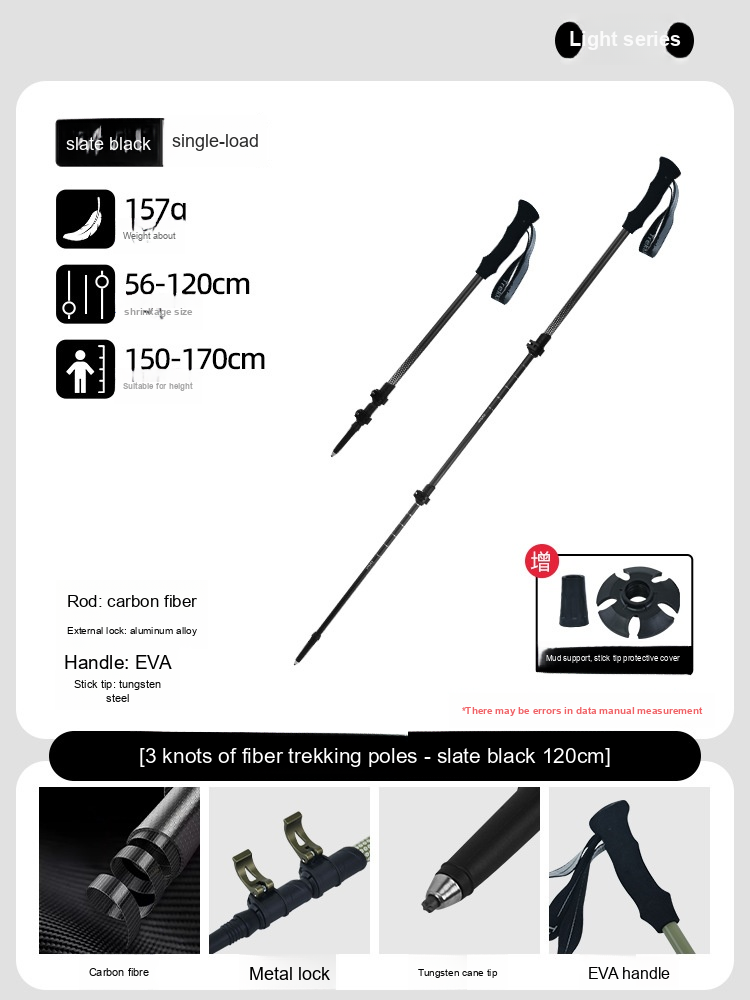 Light series
slate black
single-load
157g
Weight about
56-120cm
shrinkage size
150-170cm
Suitable for height
Rod: carbon fiber
External lock: aluminum alloy
Handle: EVA
Stick tip: tungsten
steel
增
Mud support, stick tip protective cover
*There may be errors in data manual measurement
[3 knots of fiber trekking poles - slate black 120cm]
Carbon fibre
Metal lock
Tungsten cane tip
EVA handle